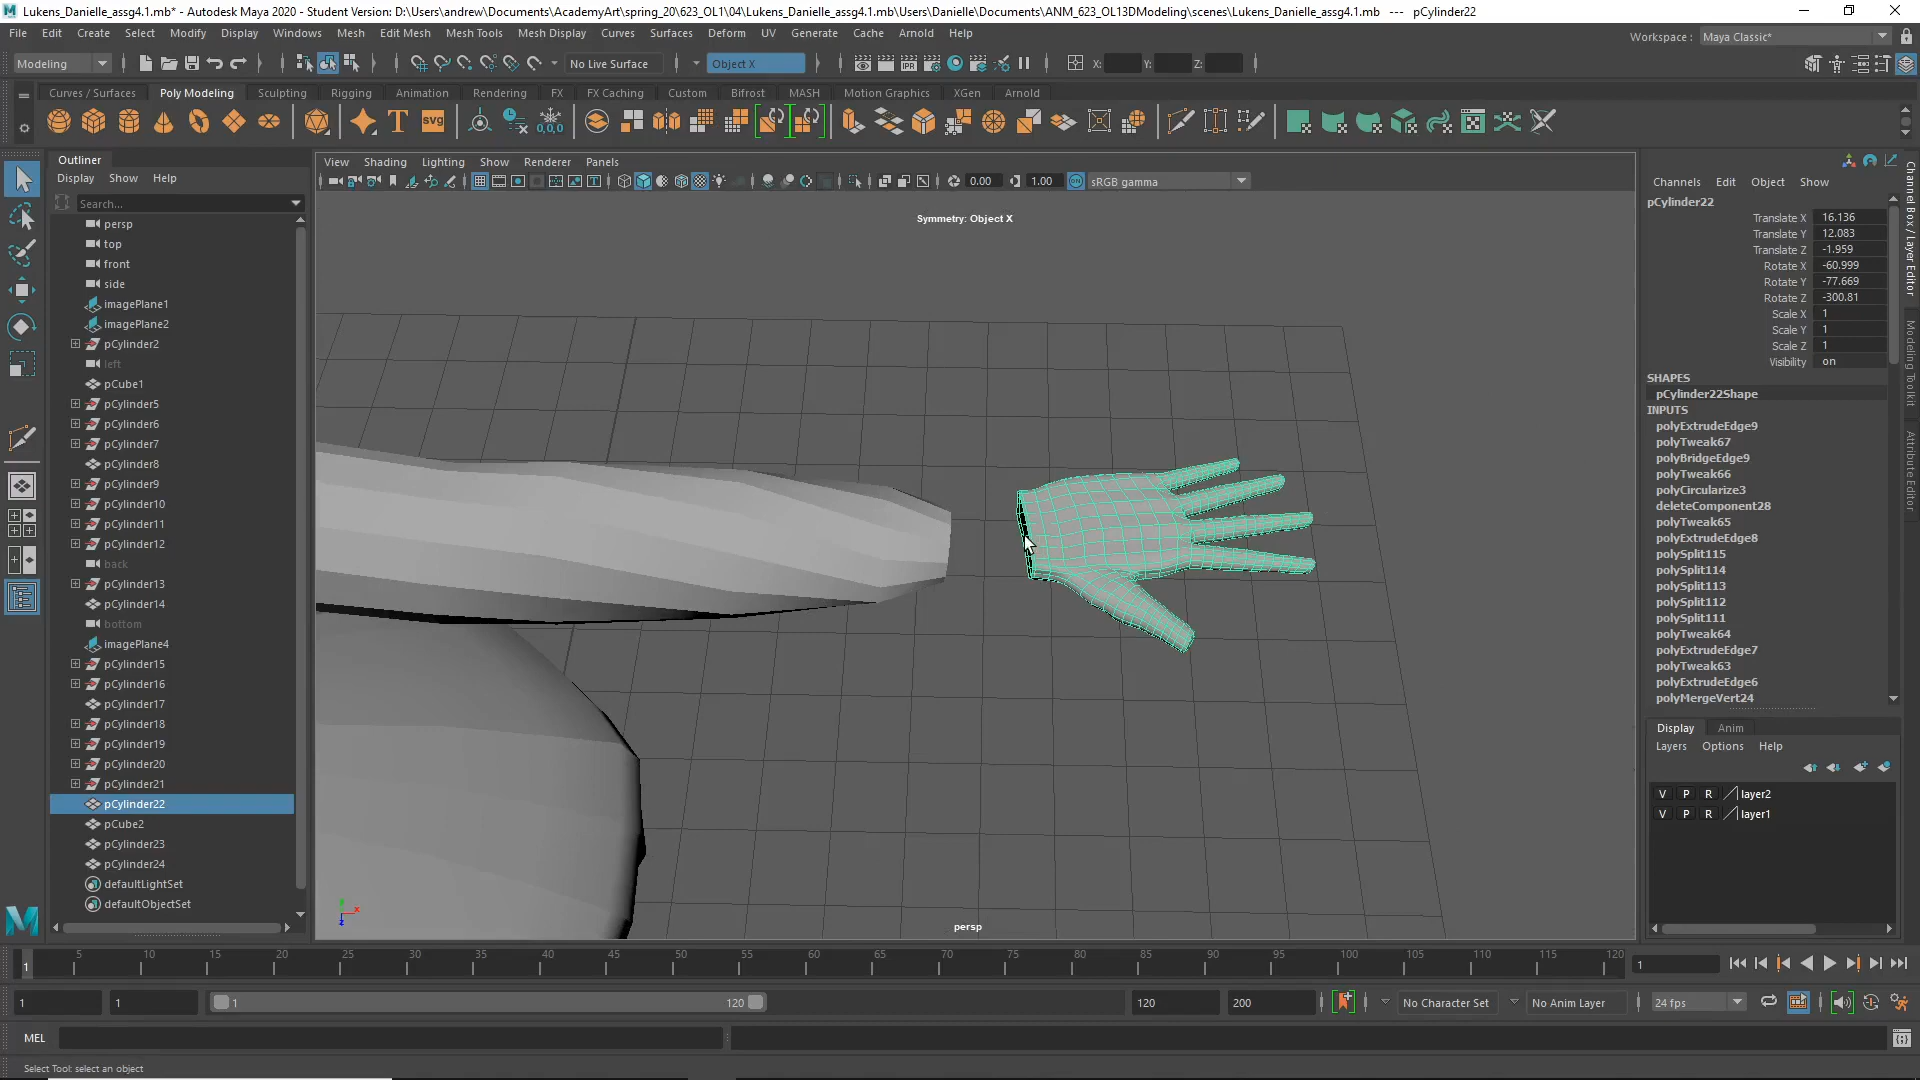 Lukens_Danielle_assg4.1.mb* - Autodesk Maya 2020 - Student Version: D:\Users\andrew\Documents\AcademyArt\spring_20\623_OL1\04\Lukens_Danielle_assg4.1.mb\Users\Danielle\Documents\ANM_623_OL13DModeling\scenes\Lukens_Danielle_assg4.1.mb --- pCylinder22
File Edit Create Select Modify Display Windows Mesh Edit Mesh Mesh Tools Mesh Display Curves Surfaces Deform UV Generate Cache Arnold Help
Workspace : Maya Classic*
Modeling No Live Surface Object X X: Y: Z:
Curves / Surfaces Poly Modeling Sculpting Rigging Animation Rendering FX FX Caching Custom Bifrost MASH Motion Graphics XGen Arnold
Outliner
Display Show Help
Search...
persp
top
front
side
imagePlane1
imagePlane2
pCylinder2
left
pCube1
pCylinder5
pCylinder6
pCylinder7
pCylinder8
pCylinder9
pCylinder10
pCylinder11
pCylinder12
back
pCylinder13
pCylinder14
bottom
imagePlane4
pCylinder15
pCylinder16
pCylinder17
pCylinder18
pCylinder19
pCylinder20
pCylinder21
pCylinder22
pCube2
pCylinder23
pCylinder24
defaultLightSet
defaultObjectSet
View Shading Lighting Show Renderer Panels
0.00 1.00 sRGB gamma
Symmetry: Object X
persp
Channels Edit Object Show
pCylinder22
Translate X 16.136
Translate Y 12.083
Translate Z -1.959
Rotate X -60.999
Rotate Y -77.669
Rotate Z -300.81
Scale X 1
Scale Y 1
Scale Z 1
Visibility on
SHAPES
pCylinder22Shape
INPUTS
polyExtrudeEdge9
polyTweak67
polyBridgeEdge9
polyTweak66
polyCircularize3
deleteComponent28
polyTweak65
polyExtrudeEdge8
polySplit115
polySplit114
polySplit113
polySplit112
polySplit111
polyTweak64
polyExtrudeEdge7
polyTweak63
polyExtrudeEdge6
polyMergeVert24
Display Anim
Layers Options Help
V P R layer2
V P R layer1
Channel Box / Layer Editor
Modeling Toolkit
Attribute Editor
1 5 10 15 20 25 30 35 40 45 50 55 60 65 70 75 80 85 90 95 100 105 110 115 120
1
1 1 1 120 120 200 No Character Set No Anim Layer 24 fps
MEL
Select Tool: select an object